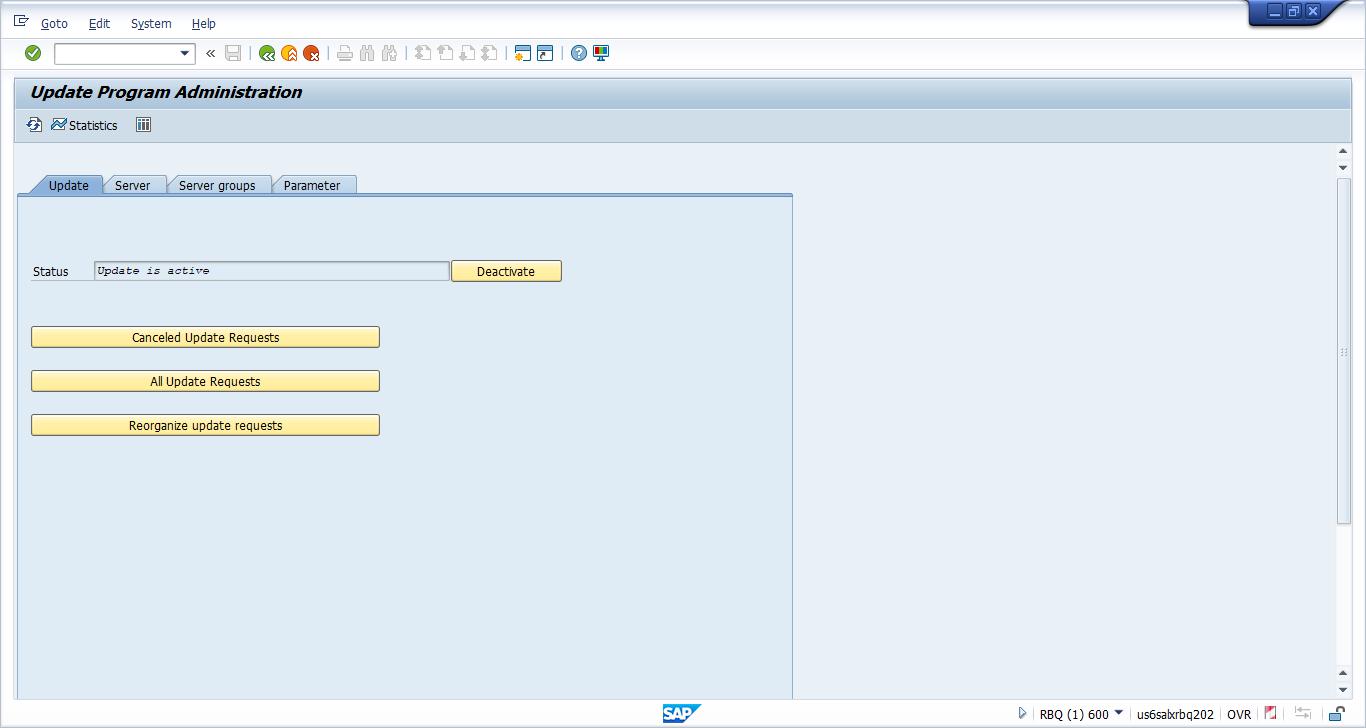 Goto Edit System Help
Update Program Administration
Statistics
Update Server Server groups Parameter
Status Update is active Deactivate
Canceled Update Requests
All Update Requests
Reorganize update requests
SAP RBQ (1) 600 us6salxrbq202 OVR